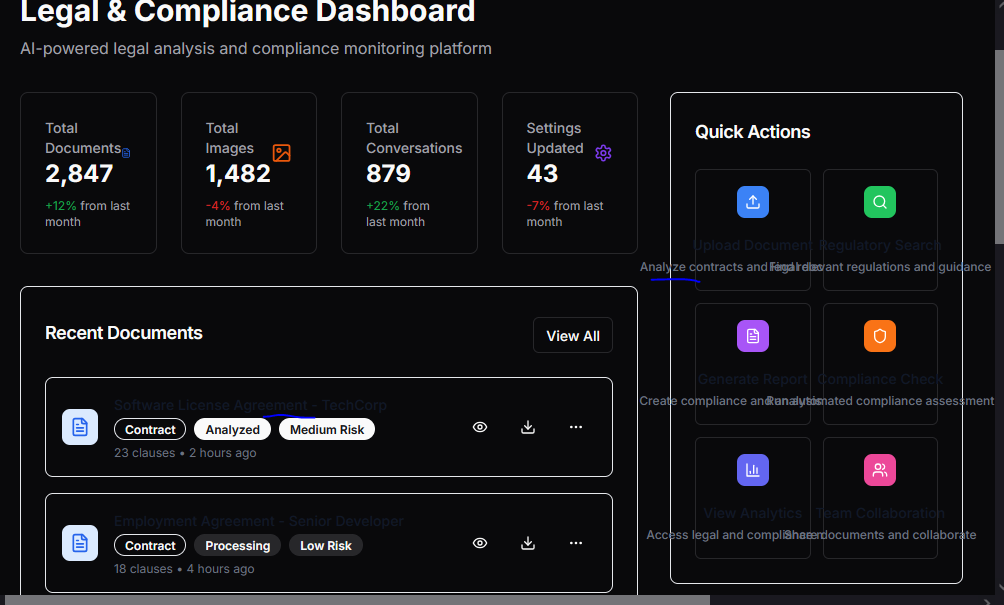 Legal & Compliance Dashboard
AI-powered legal analysis and compliance monitoring platform
Total
Documents
2,847
+12% from last
month
Total
Images
1,482
-4% from last
month
Total
Conversations
879
+22% from
last month
Settings
Updated
43
-7% from last
month
Recent Documents
View All
Software License Agreement - TechCorp
Contract
Analyzed
Medium Risk
23 clauses • 2 hours ago
Employment Agreement - Senior Developer
Contract
Processing
Low Risk
18 clauses • 4 hours ago
Quick Actions
Upload Document
Analyze contracts and legal doc
Regulatory Search
Find relevant regulations and guidance
Generate Report
Create compliance and
Compliance Check
Run automated compliance assessment
View Analytics
Access legal and compliance
Team Collaboration
Share documents and collaborate